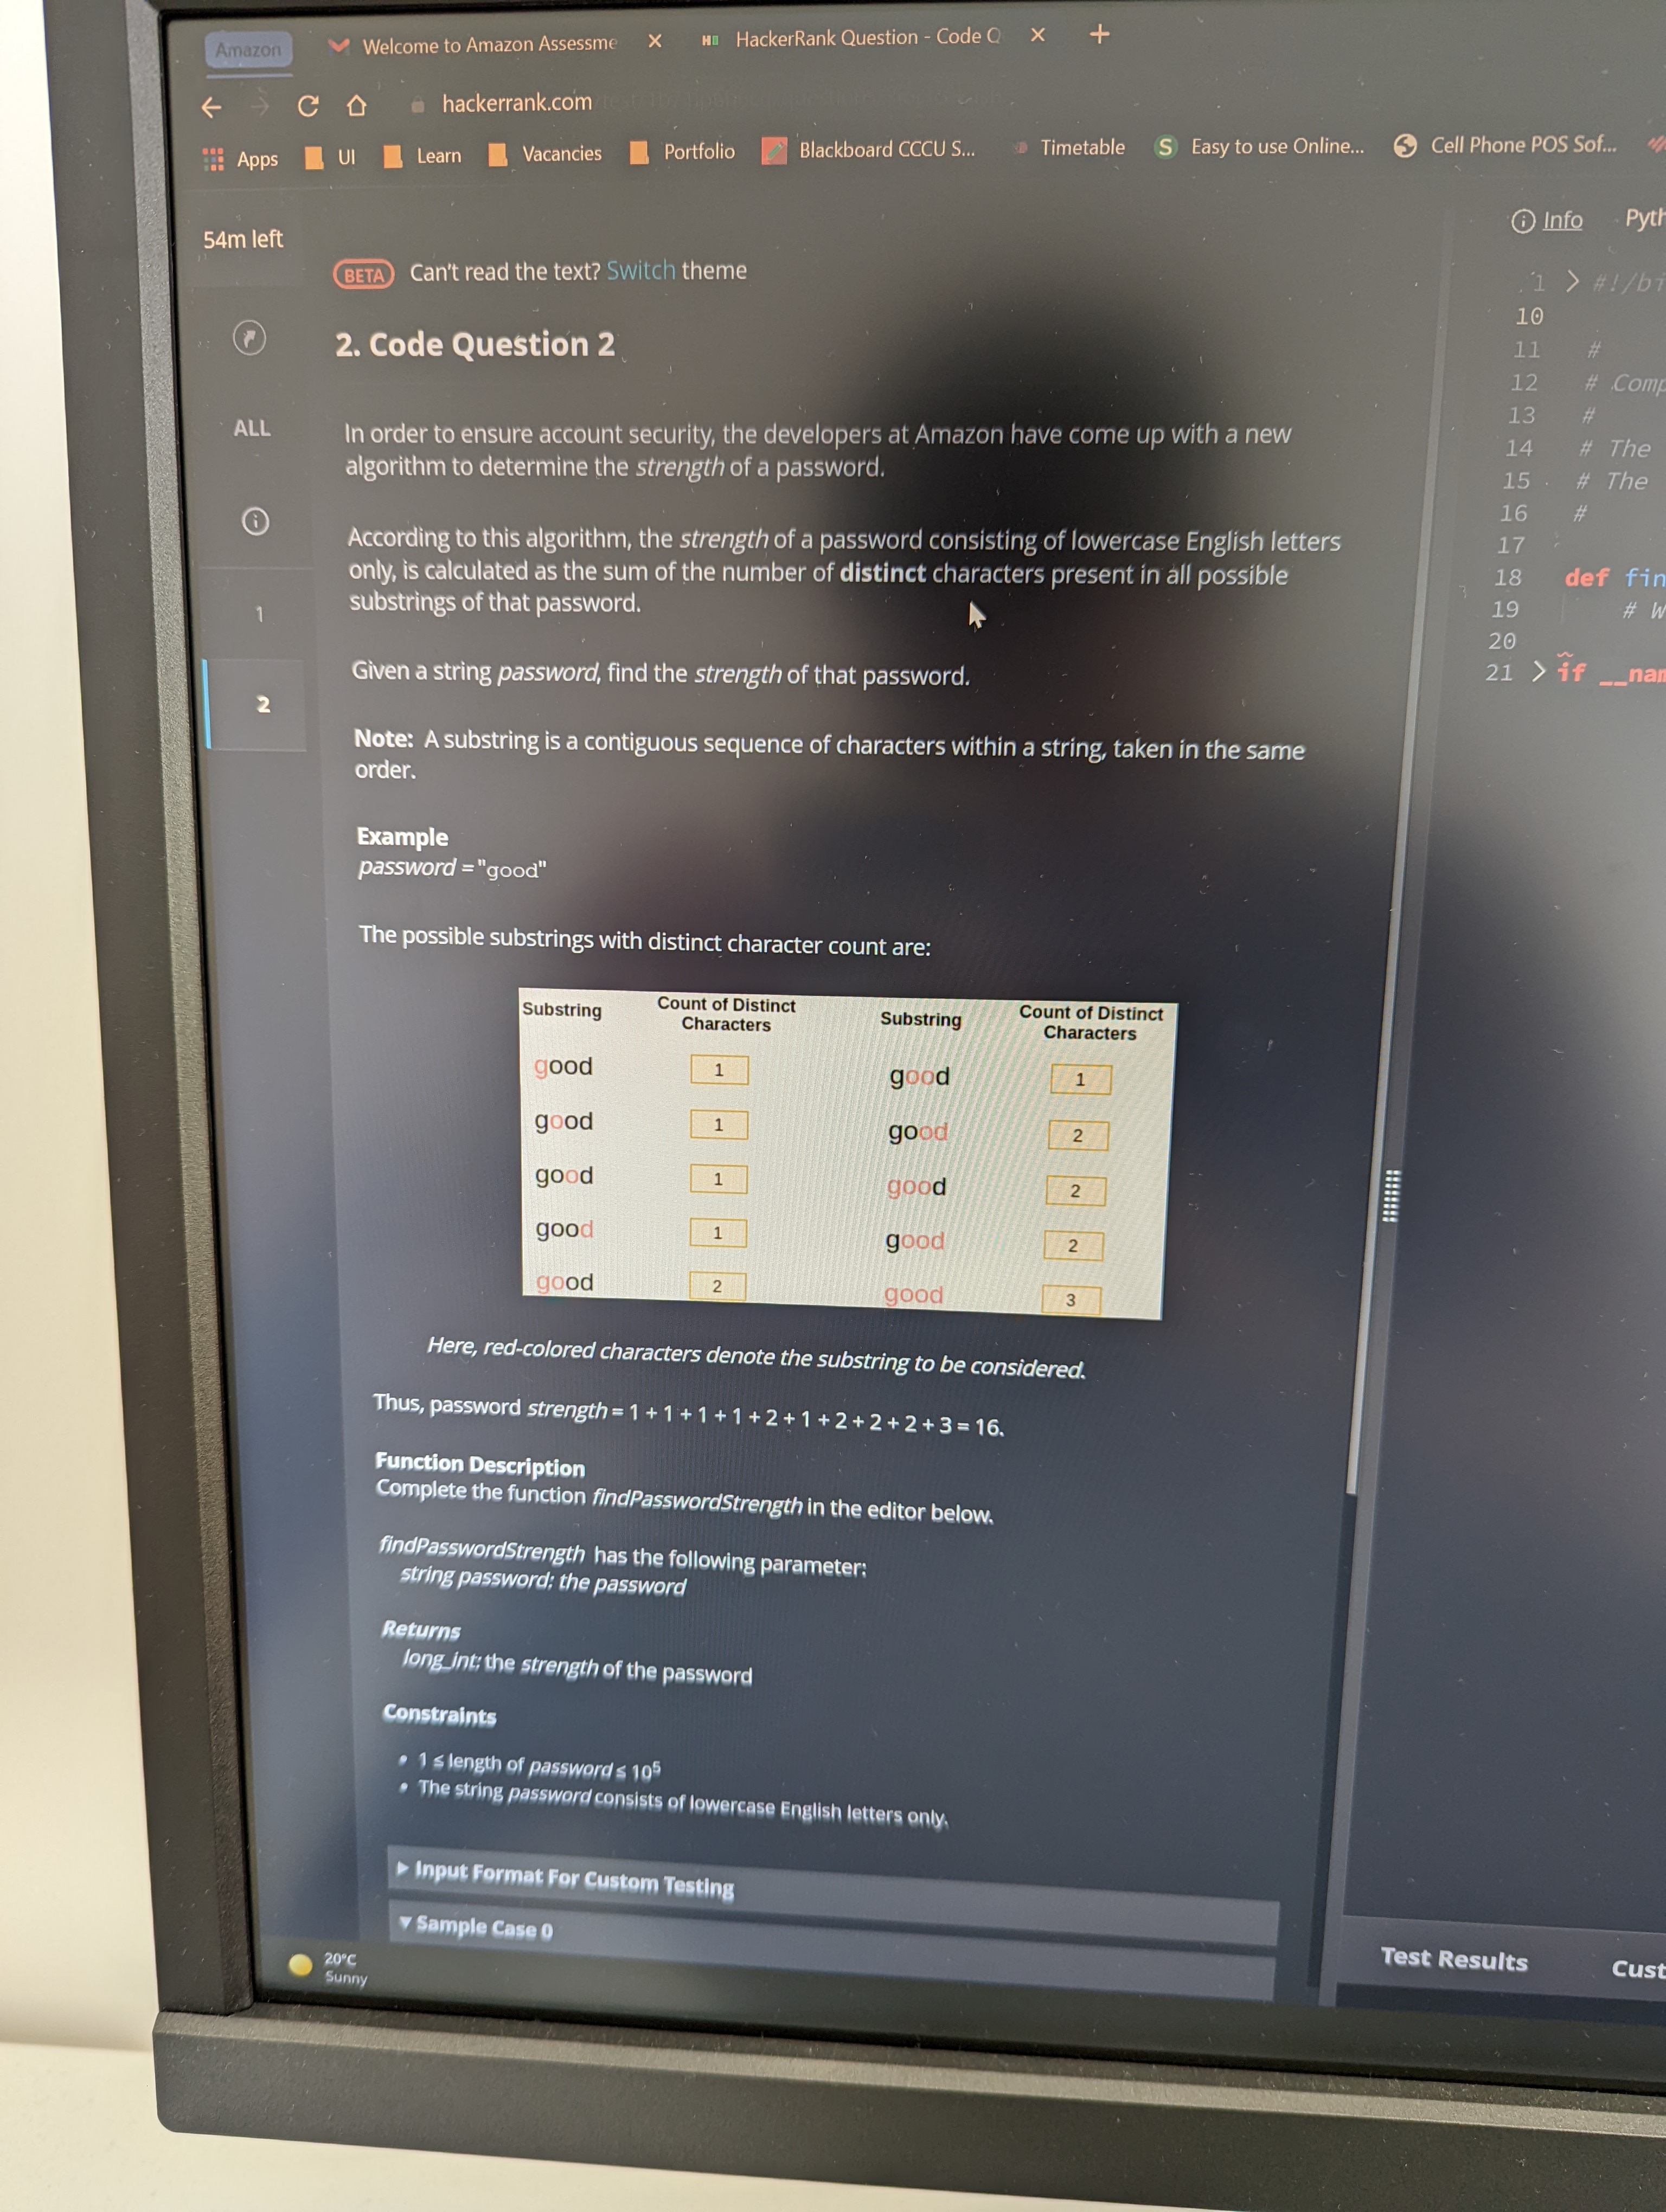 Amazon
Welcome to Amazon Assessme
HackerRank Question - Code Q
hackerrank.com
Apps
UI
Learn
Vacancies
Portfolio
Blackboard CCCU S...
Timetable
S
Easy to use Online...
Cell Phone POS Sof...
54m left
ALL
1
2
BETA Can't read the text? Switch theme
2. Code Question 2
In order to ensure account security, the developers at Amazon have come up with a new
algorithm to determine the strength of a password.
According to this algorithm, the strength of a password consisting of lowercase English letters
only, is calculated as the sum of the number of distinct characters present in all possible
substrings of that password.
Given a string password, find the strength of that password.
Note: A substring is a contiguous sequence of characters within a string, taken in the same
order.
Example
password = "good"
The possible substrings with distinct character count are:
Substring Count of Distinct Characters Substring Count of Distinct Characters
good 1 good 1
good 1 good 2
good 1 good 2
good 1 good 2
good 2 good 3
Here, red-colored characters denote the substring to be considered.
Thus, password strength = 1 + 1 + 1 + 1 + 2 + 1 + 2 + 2 + 2 + 3 = 16.
Function Description
Complete the function findPasswordStrength in the editor below.
findPasswordStrength has the following parameter:
string password: the password
Returns
long_int: the strength of the password
Constraints
• 1 ≤ length of password ≤ 10⁵
• The string password consists of lowercase English letters only.
Input Format For Custom Testing
Sample Case 0
20°C
Sunny
Info Pyth
1 > #!/bi
10
11 #
12 # Comp
13 #
14 # The
15 # The
16 #
17
18 def fin
19 # W
20
21 > if __nam
Test Results Cust